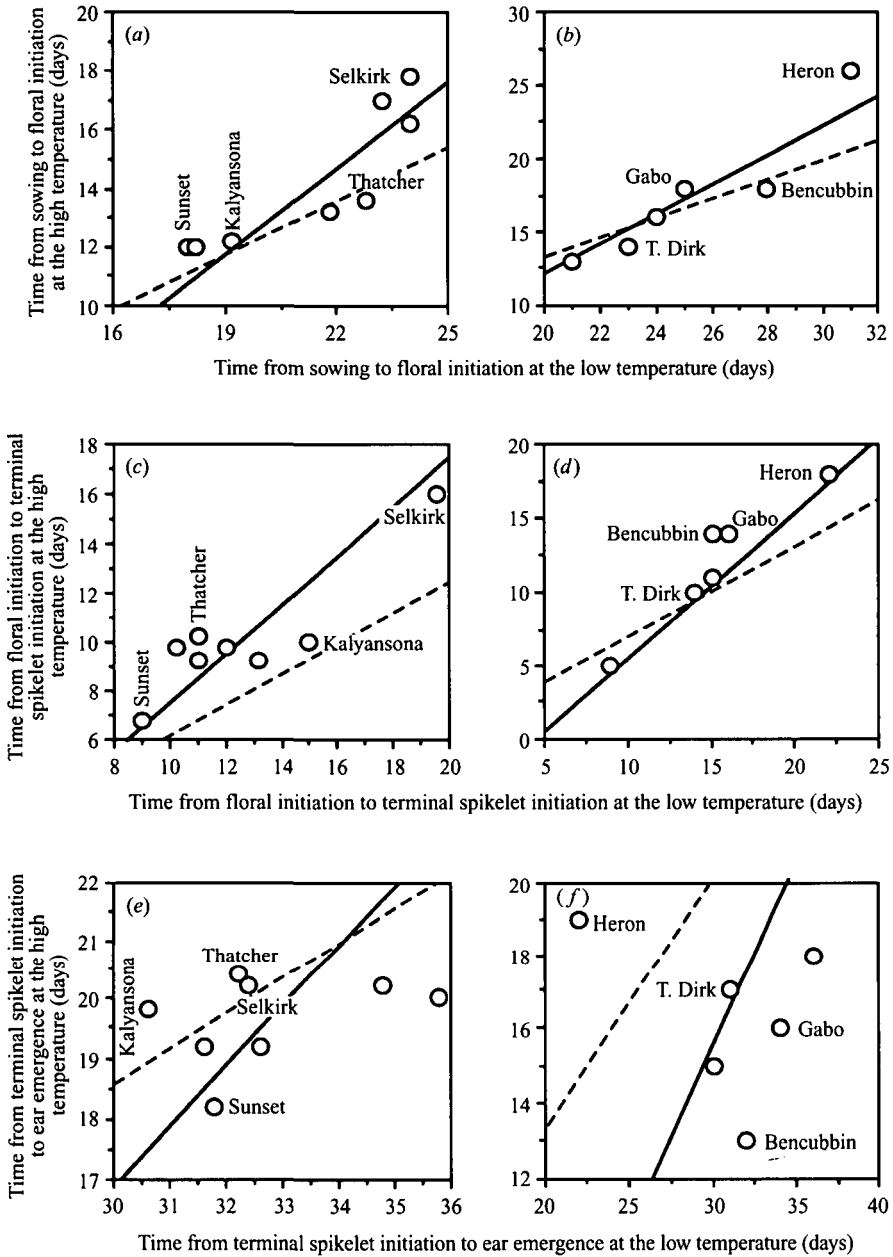 Time from sowing to floral initiation
at the high temperature (days)
20
18
16
14
12
10
(a)
Selkirk
Sunset
Kalyansona
Thatcher
16
19
22
25
30
25
20
15
10
(b)
Heron
Gabo
Bencubbin
T. Dirk
20
22
24
26
28
30
32
Time from sowing to floral initiation at the low temperature (days)
Time from floral initiation to terminal
spikelet initiation at the high
temperature (days)
18
16
14
12
10
8
6
(c)
Selkirk
Thatcher
Kalyansona
Sunset
8
10
12
14
16
18
20
20
15
10
5
0
(d)
Heron
Bencubbin
Gabo
T. Dirk
5
10
15
20
25
Time from floral initiation to terminal spikelet initiation at the low temperature (days)
Time from terminal spikelet initiation
to ear emergence at the high
temperature (days)
22
21
20
19
18
17
(e)
Thatcher
Kalyansona
Selkirk
Sunset
30
31
32
33
34
35
36
20
18
16
14
12
(f)
Heron
T. Dirk
Gabo
Bencubbin
20
25
30
35
40
Time from terminal spikelet initiation to ear emergence at the low temperature (days)